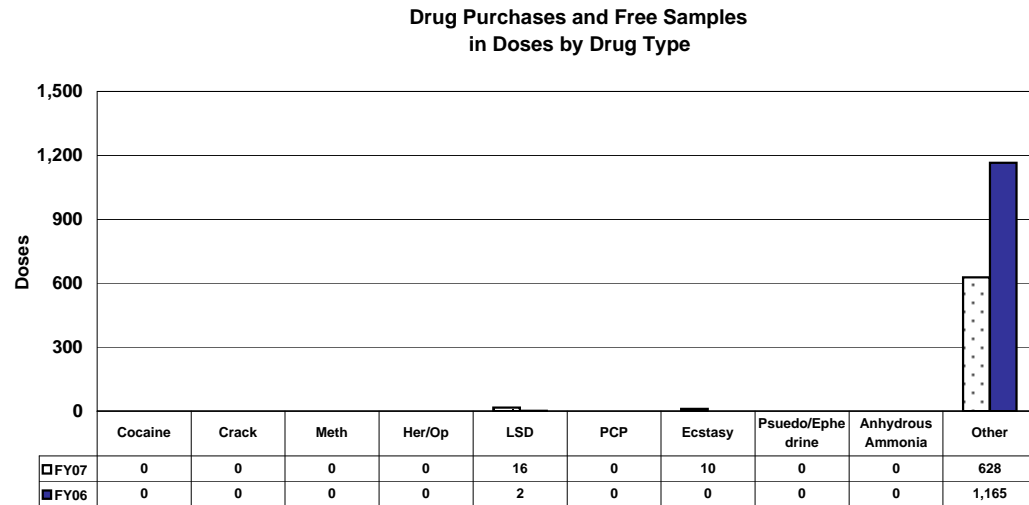 Drug Purchases and Free Samples
in Doses by Drug Type
1,500
1,200
900
600
300
0
Doses
Cocaine Crack Meth Her/Op LSD PCP Ecstasy Psuedo/Ephe
drine Anhydrous
Ammonia Other
FY07 0 0 0 0 16 0 10 0 0 628
FY06 0 0 0 0 2 0 0 0 0 1,165